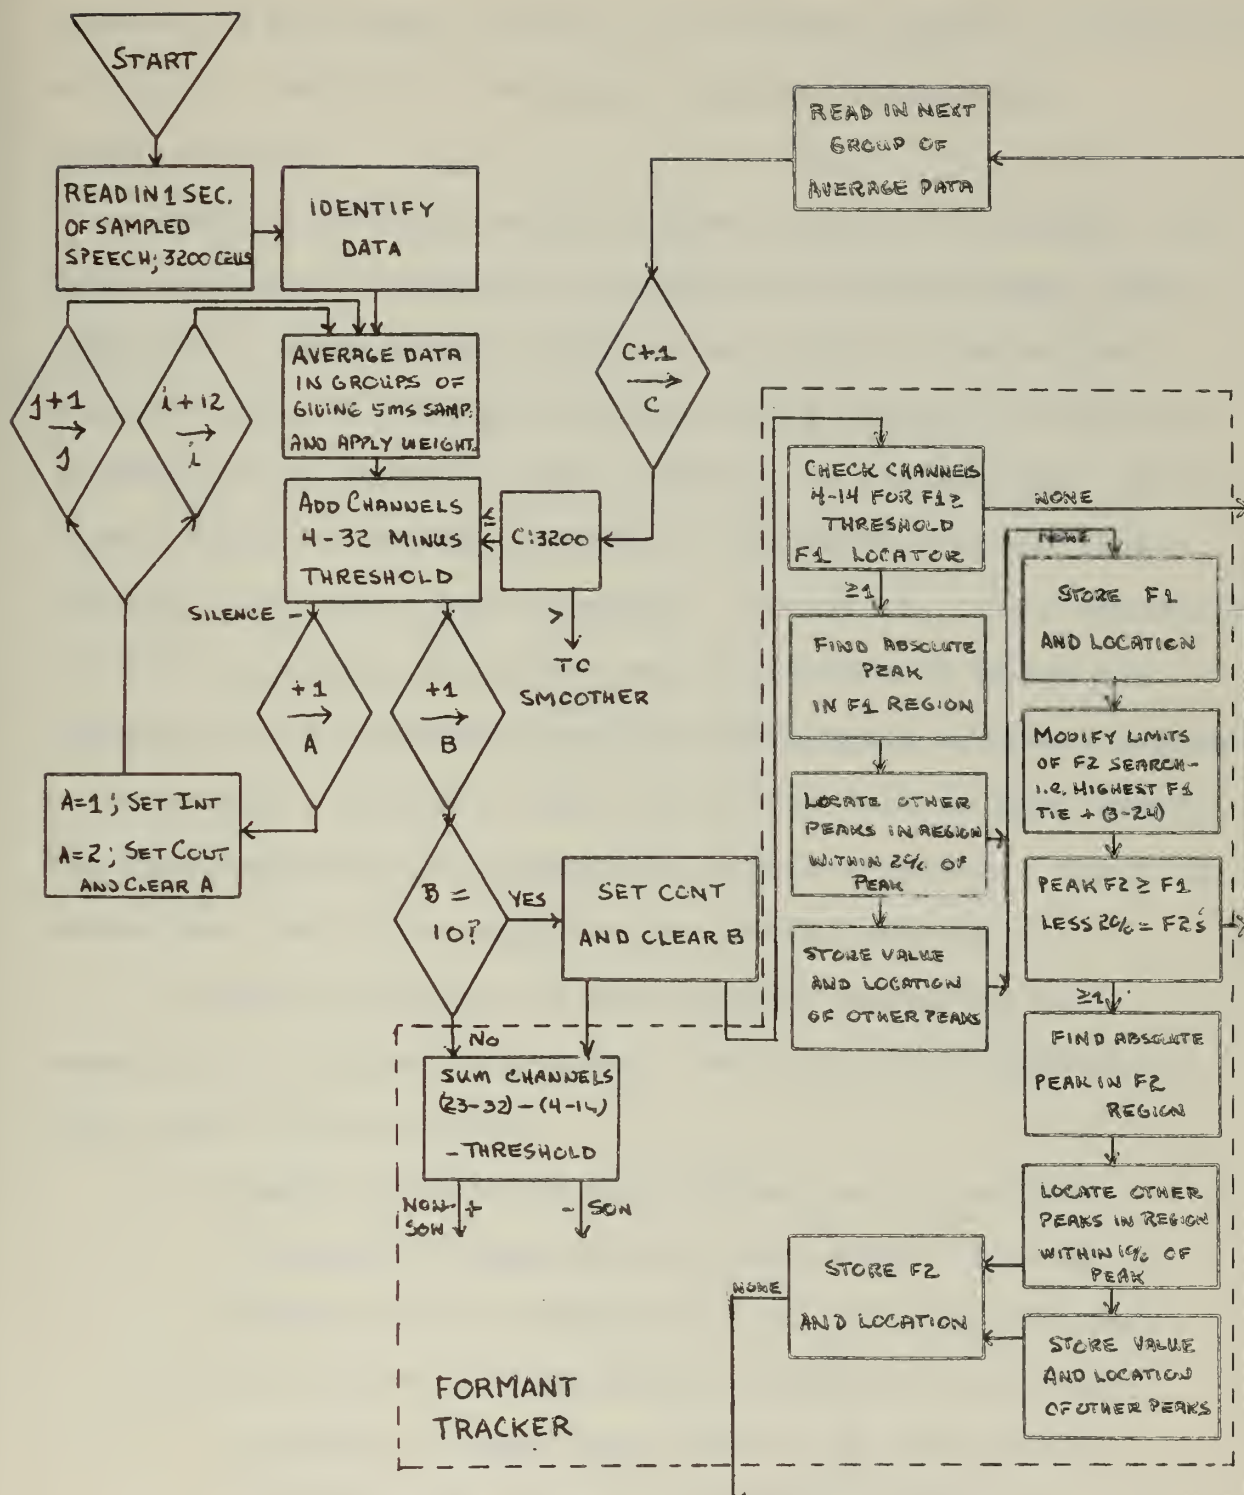 START
READ IN 1 SEC.
OF SAMPLED
SPEECH; 3200 CELLS
IDENTIFY
DATA
READ IN NEXT
GROUP OF
AVERAGE DATA
J+1
J
i+12
i
AVERAGE DATA
IN GROUPS OF
GIVING 5MS SAMP.
AND APPLY WEIGHT.
C+1
C
ADD CHANNELS
4-32 MINUS
THRESHOLD
≤
C:3200
>
TO
SMOOTHER
SILENCE -
+1
A
+1
B
A=1; SET INT
A=2; SET CONT
AND CLEAR A
B =
10?
YES
SET CONT
AND CLEAR B
NO
SUM CHANNELS
(23-32)-(4-14)
- THRESHOLD
NON-
SON
+
- SON
CHECK CHANNELS
4-14 FOR F1 ≥
THRESHOLD
F1 LOCATOR
NONE
≥1
FIND ABSOLUTE
PEAK
IN F1 REGION
LOCATE OTHER
PEAKS IN REGION
WITHIN 2% OF
PEAK
STORE VALUE
AND LOCATION
OF OTHER PEAKS
NONE
STORE F1
AND LOCATION
MODIFY LIMITS
OF F2 SEARCH-
i.e. HIGHEST F1
TIE + (3-24)
PEAK F2 ≥ F1
LESS 20% = F2'S
≥1
FIND ABSOLUTE
PEAK IN F2
REGION
LOCATE OTHER
PEAKS IN REGION
WITHIN 1% OF
PEAK
STORE VALUE
AND LOCATION
OF OTHER PEAKS
STORE F2
AND LOCATION
NONE
FORMANT
TRACKER